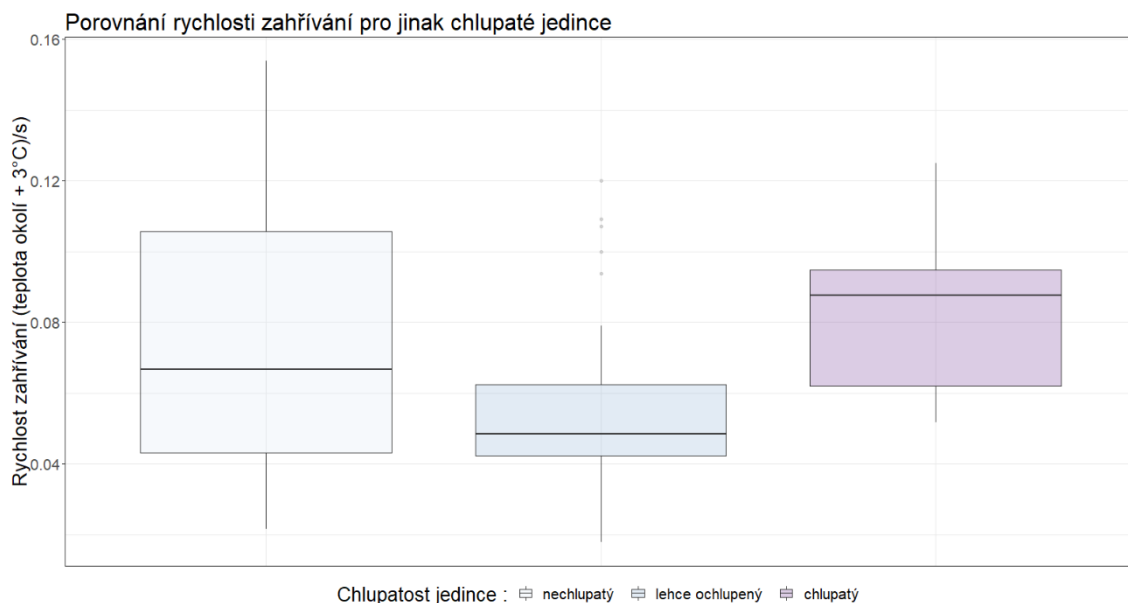 Porovnání rychlosti zahřívání pro jinak chlupaté jedince
Rychlost zahřívání (teplota okolí + 3°C)/s
0.16
0.12
0.08
0.04
Chlupatost jedince : nechlupatý lehce ochlupený chlupatý